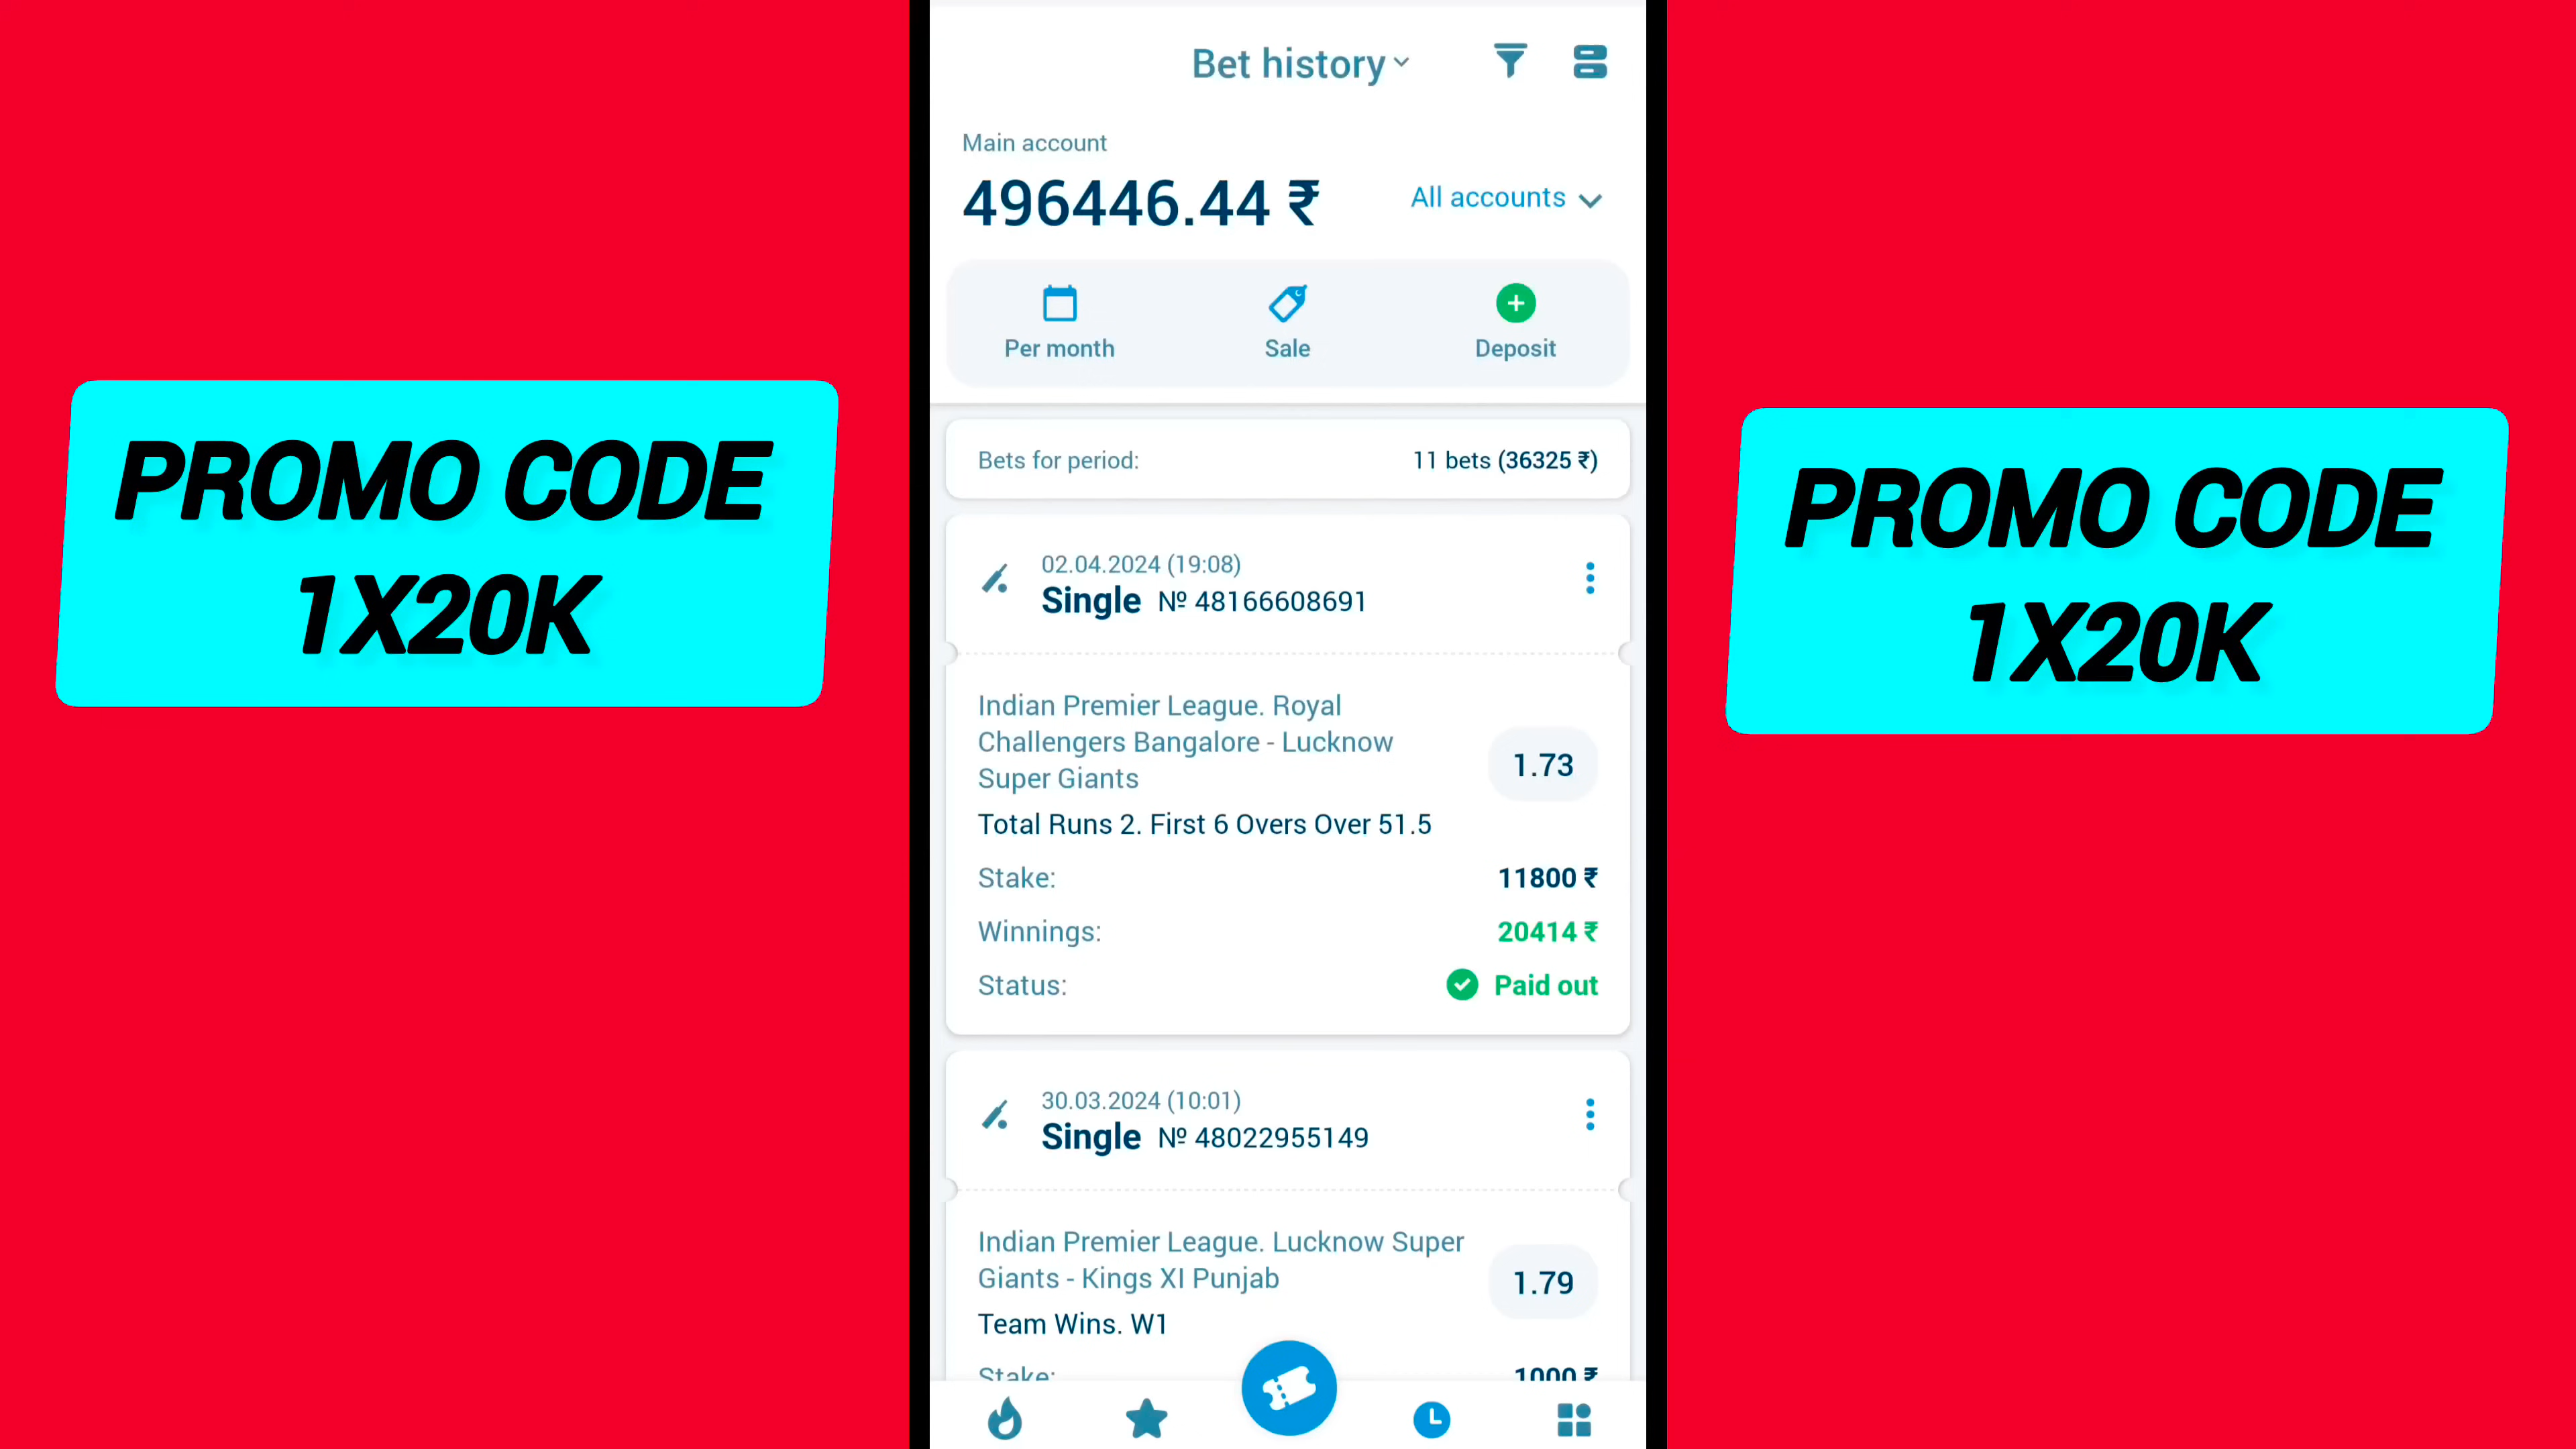 PROMO CODE
1X20K
Bet history
Main account
496446.44 ₹
All accounts
Per month
Sale
Deposit
Bets for period:
11 bets (36325 ₹)
02.04.2024 (19:08)
Single № 48166608691
Indian Premier League. Royal
Challengers Bangalore - Lucknow
Super Giants
1.73
Total Runs 2. First 6 Overs Over 51.5
Stake:
11800 ₹
Winnings:
20414 ₹
Status:
Paid out
30.03.2024 (10:01)
Single № 48022955149
Indian Premier League. Lucknow Super
Giants - Kings XI Punjab
1.79
Team Wins. W1
Stake:
1000 ₹
PROMO CODE
1X20K